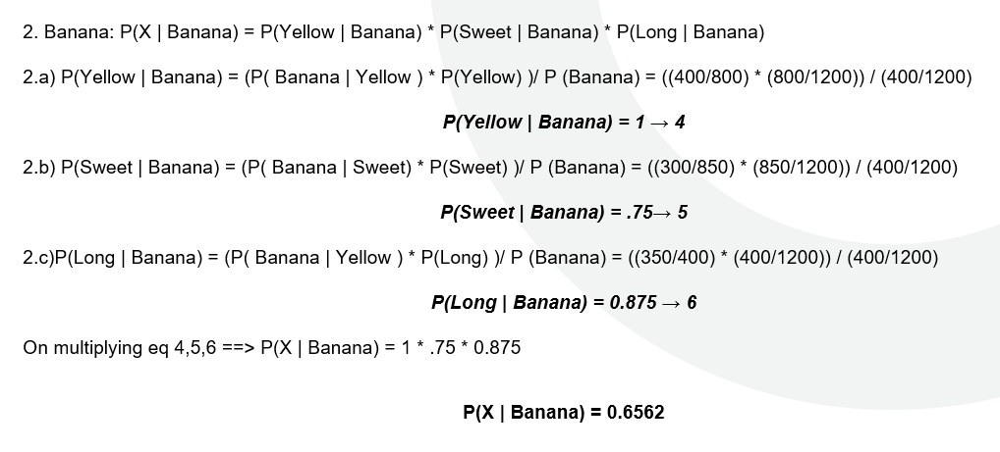 2. Banana: P(X | Banana) = P(Yellow | Banana) * P(Sweet | Banana) * P(Long | Banana)
2.a) P(Yellow | Banana) = (P( Banana | Yellow ) * P(Yellow) )/ P (Banana) = ((400/800) * (800/1200)) / (400/1200)
P(Yellow | Banana) = 1 → 4
2.b) P(Sweet | Banana) = (P( Banana | Sweet) * P(Sweet) )/ P (Banana) = ((300/850) * (850/1200)) / (400/1200)
P(Sweet | Banana) = .75→ 5
2.c)P(Long | Banana) = (P( Banana | Yellow ) * P(Long) )/ P (Banana) = ((350/400) * (400/1200)) / (400/1200)
P(Long | Banana) = 0.875 → 6
On multiplying eq 4,5,6 ==> P(X | Banana) = 1 * .75 * 0.875
P(X | Banana) = 0.6562